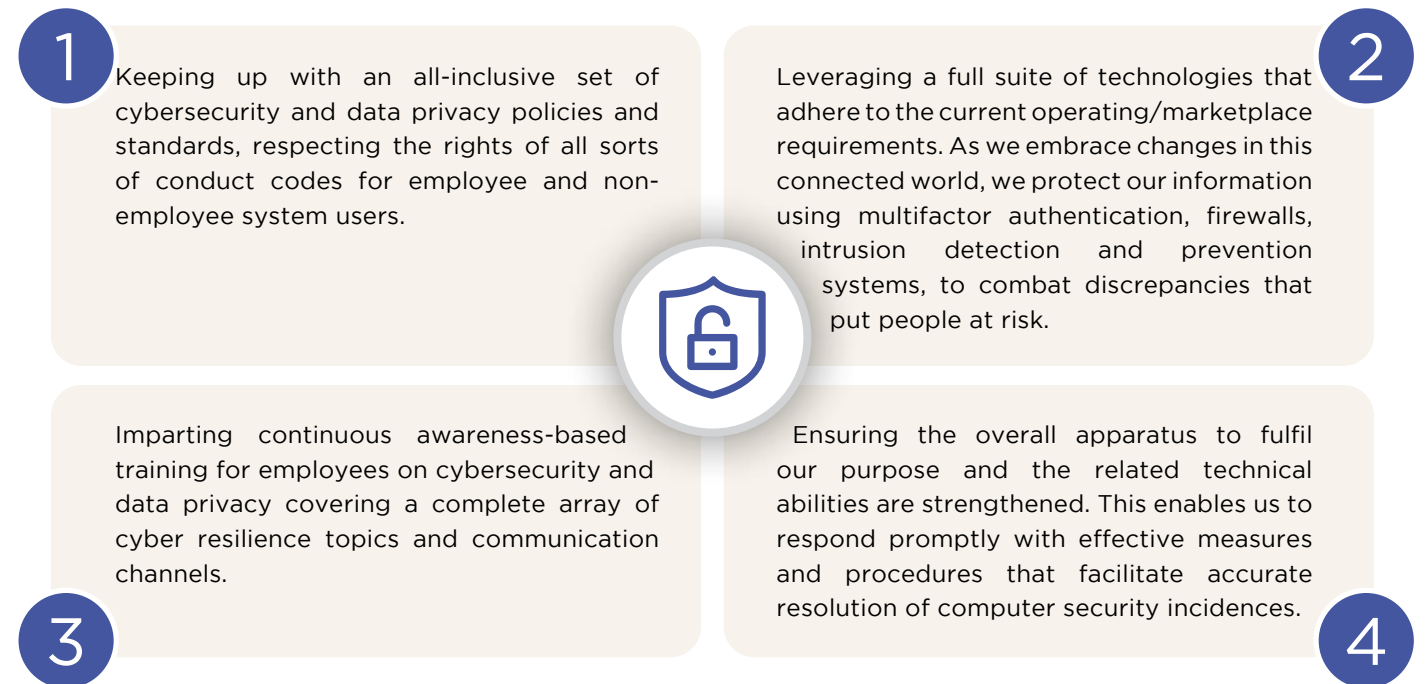 1
Keeping up with an all-inclusive set of
cybersecurity and data privacy policies and
standards, respecting the rights of all sorts
of conduct codes for employee and non-
employee system users.
2
Leveraging a full suite of technologies that
adhere to the current operating/marketplace
requirements. As we embrace changes in this
connected world, we protect our information
using multifactor authentication, firewalls,
intrusion detection and prevention
systems, to combat discrepancies that
put people at risk.
3
Imparting continuous awareness-based
training for employees on cybersecurity and
data privacy covering a complete array of
cyber resilience topics and communication
channels.
4
Ensuring the overall apparatus to fulfil
our purpose and the related technical
abilities are strengthened. This enables us to
respond promptly with effective measures
and procedures that facilitate accurate
resolution of computer security incidences.